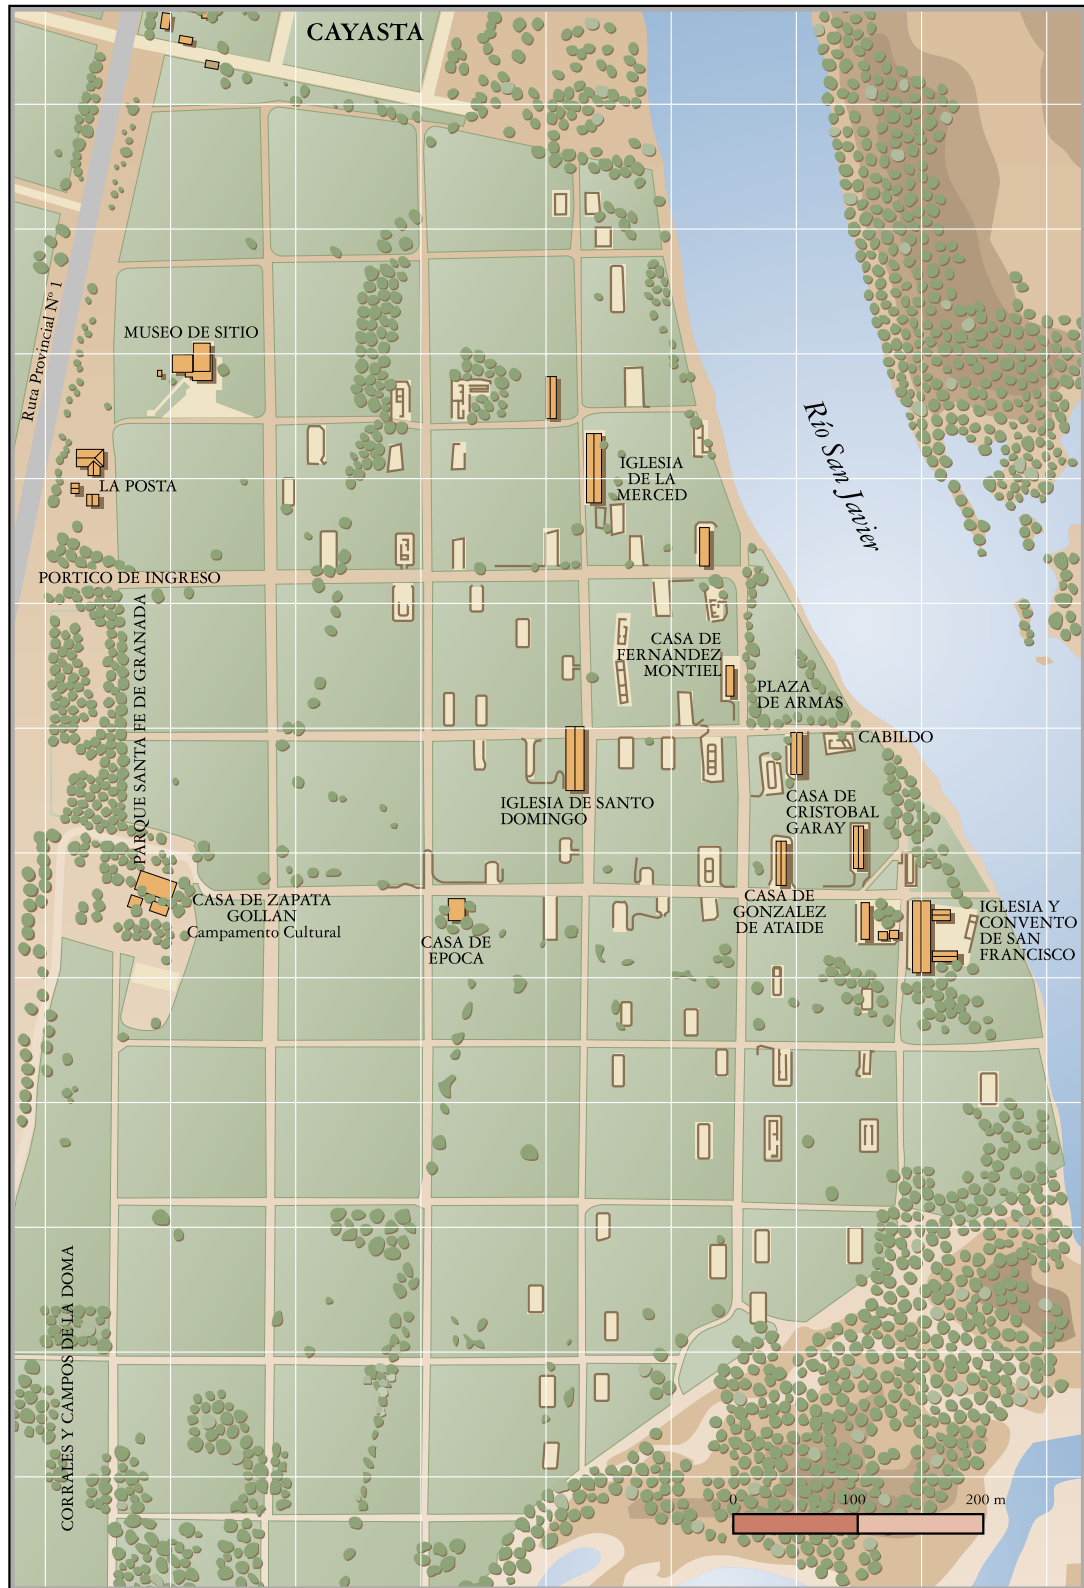 CAYASTA
Ruta Provincial Nº 1
MUSEO DE SITIO
Río San Javier
IGLESIA
DE LA
MERCED
LA POSTA
PORTICO DE INGRESO
PARQUE SANTA FE DE GRANADA
CASA DE
FERNANDEZ
MONTIEL
PLAZA
DE ARMAS
CABILDO
IGLESIA DE SANTO
DOMINGO
CASA DE
CRISTOBAL
GARAY
CASA DE ZAPATA
GOLLAN
Campamento Cultural
CASA DE
EPOCA
CASA DE
GONZALEZ
DE ATAIDE
IGLESIA Y
CONVENTO
DE SAN
FRANCISCO
CORRALES Y CAMPOS DE LA DOMA
0 100 200 m